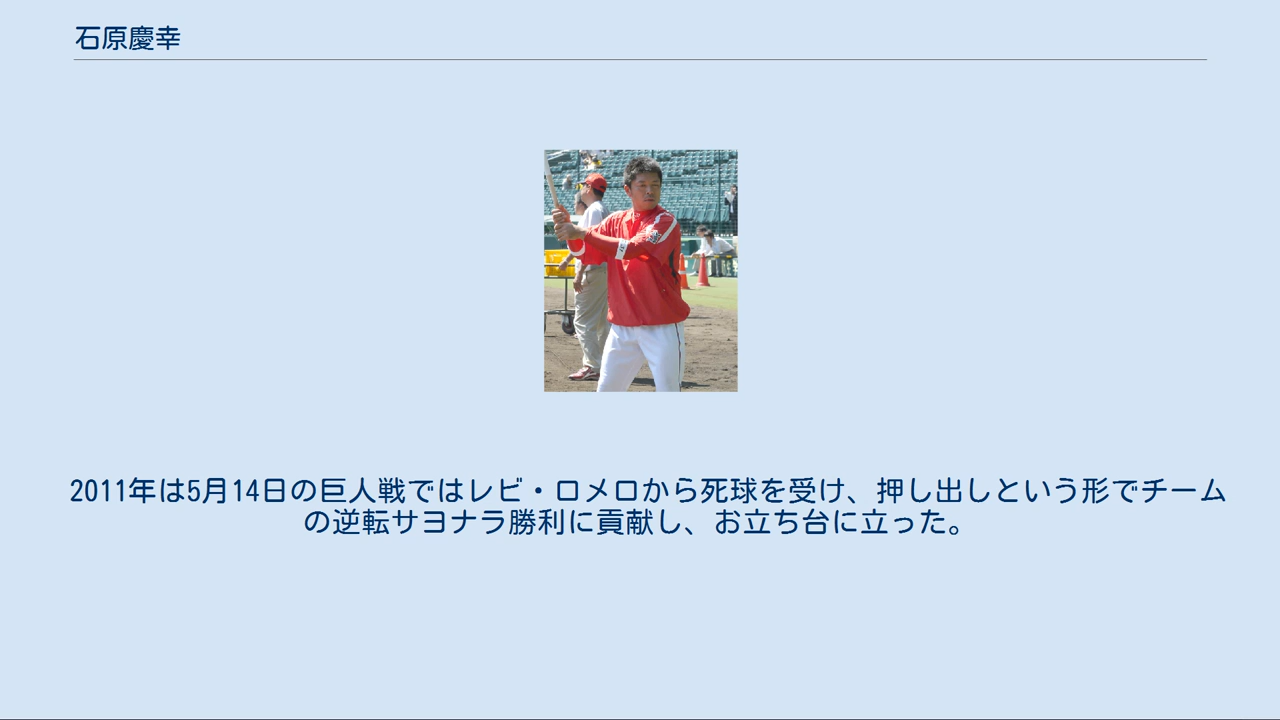 石原慶幸
2011年は5月14日の巨人戦ではレビ・ロメロから死球を受け、押し出しという形でチーム
の逆転サヨナラ勝利に貢献し、お立ち台に立った。